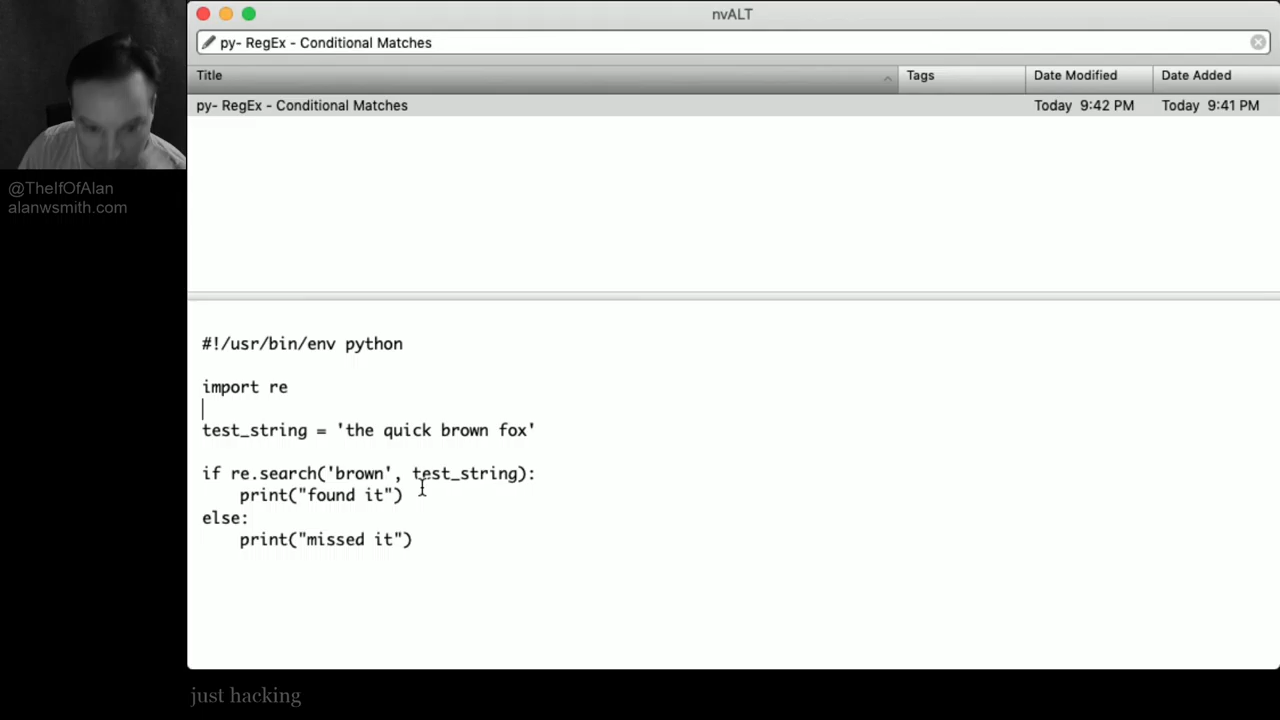 nvALT
py- RegEx - Conditional Matches
Title Tags Date Modified Date Added
py- RegEx - Conditional Matches Today 9:42 PM Today 9:41 PM
@TheIfOfAlan
alanwsmith.com
#!/usr/bin/env python
import re
test_string = 'the quick brown fox'
if re.search('brown', test_string):
print("found it")
else:
print("missed it")
just hacking